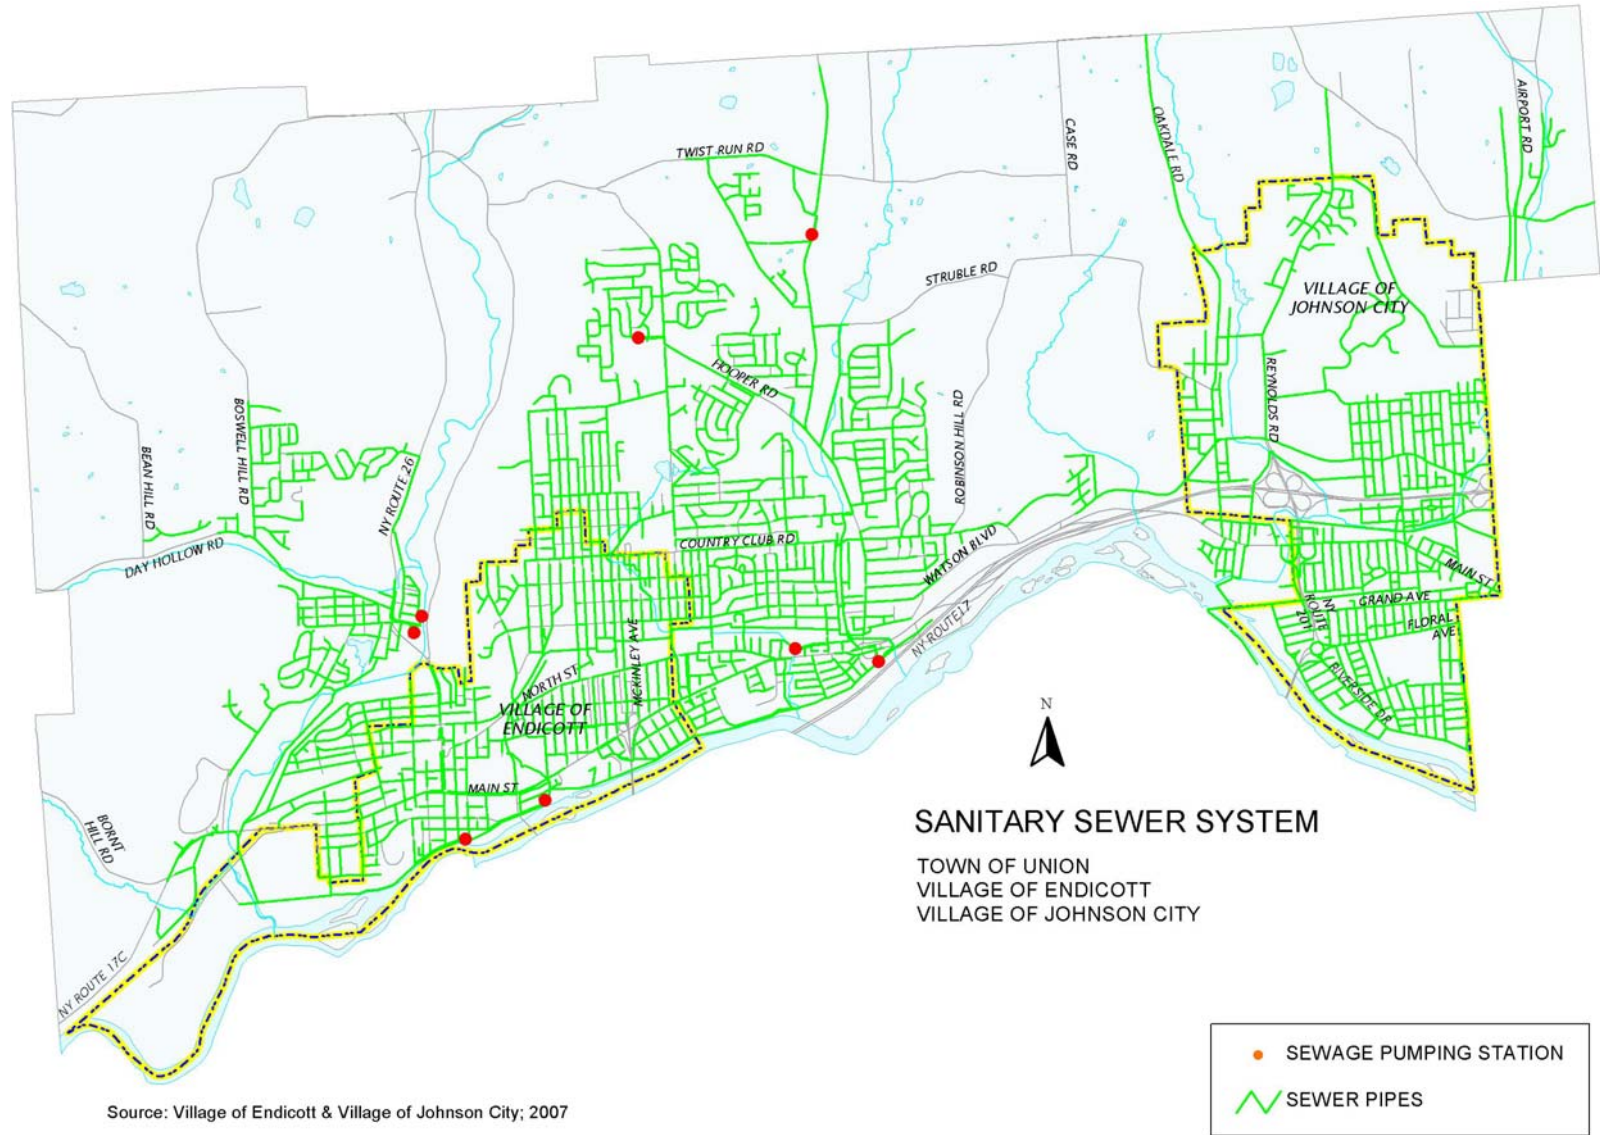 TWIST RUN RD
CASE RD
OAKDALE RD
AIRPORT RD
STRUBLE RD
VILLAGE OF
JOHNSON CITY
HOOPER RD
REYNOLDS RD
BOSWELL HILL RD
BEAN HILL RD
NY ROUTE 26
ROBINSON HILL RD
DAY HOLLOW RD
COUNTRY CLUB RD
WATSON BLVD
MAIN ST
GRAND AVE
NY
ROUTE
201
FLORAL
AVE
NY ROUTE17
MCKINLEY AVE
NORTH ST
RIVERSIDE DR
VILLAGE OF
ENDICOTT
N
MAIN ST
BORNT
HILL RD
SANITARY SEWER SYSTEM
TOWN OF UNION
VILLAGE OF ENDICOTT
VILLAGE OF JOHNSON CITY
NY ROUTE 17C
SEWAGE PUMPING STATION
SEWER PIPES
Source: Village of Endicott & Village of Johnson City; 2007